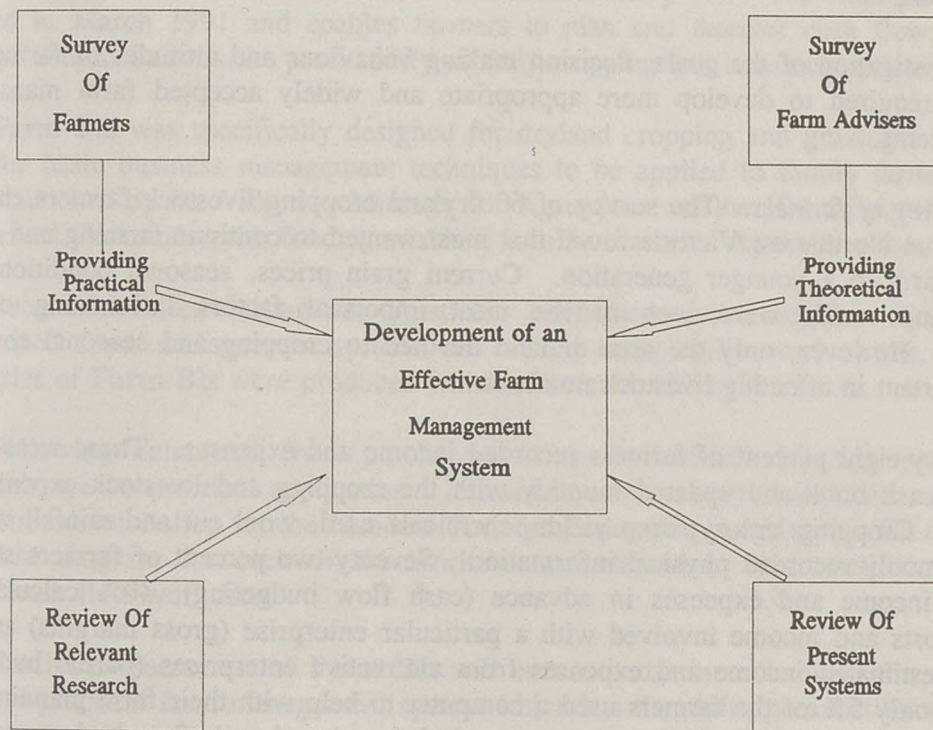 Survey
Of
Farmers
Survey
Of
Farm Advisers
Providing
Practical
Information
Providing
Theoretical
Information
Development of an
Effective Farm
Management
System
Review Of
Relevant
Research
Review Of
Present
Systems